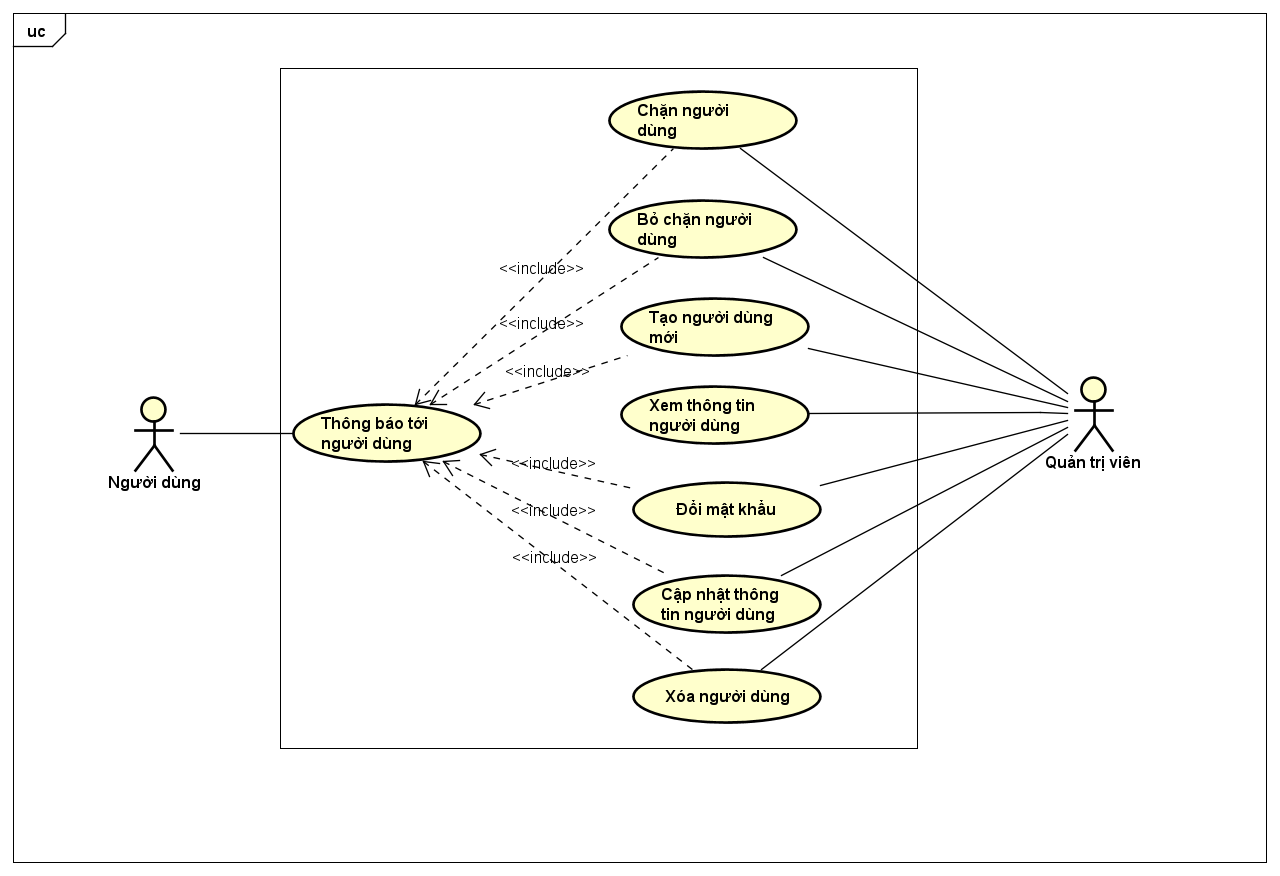 uc
Chặn người
dùng
Bỏ chặn người
dùng
<<include>>
<<include>>
Tạo người dùng
mới
<<include>>
Xem thông tin
người dùng
Thông báo tới
người dùng
Người dùng
Quản trị viên
<<include>>
Đổi mật khẩu
<<include>>
<<include>>
Cập nhật thông
tin người dùng
Xóa người dùng